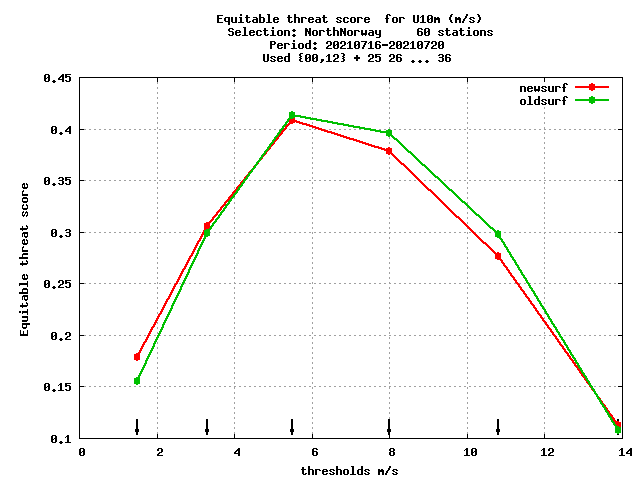 Equitable threat score  for U10m (m/s)
Selection: NorthNorway     60 stations
Period: 20210716-20210720
Used {00,12} + 25 26 ... 36
newsurf
oldsurf
0.45
0.4
0.35
0.3
0.25
0.2
0.15
0.1
Equitable threat score
0 2 4 6 8 10 12 14
thresholds m/s